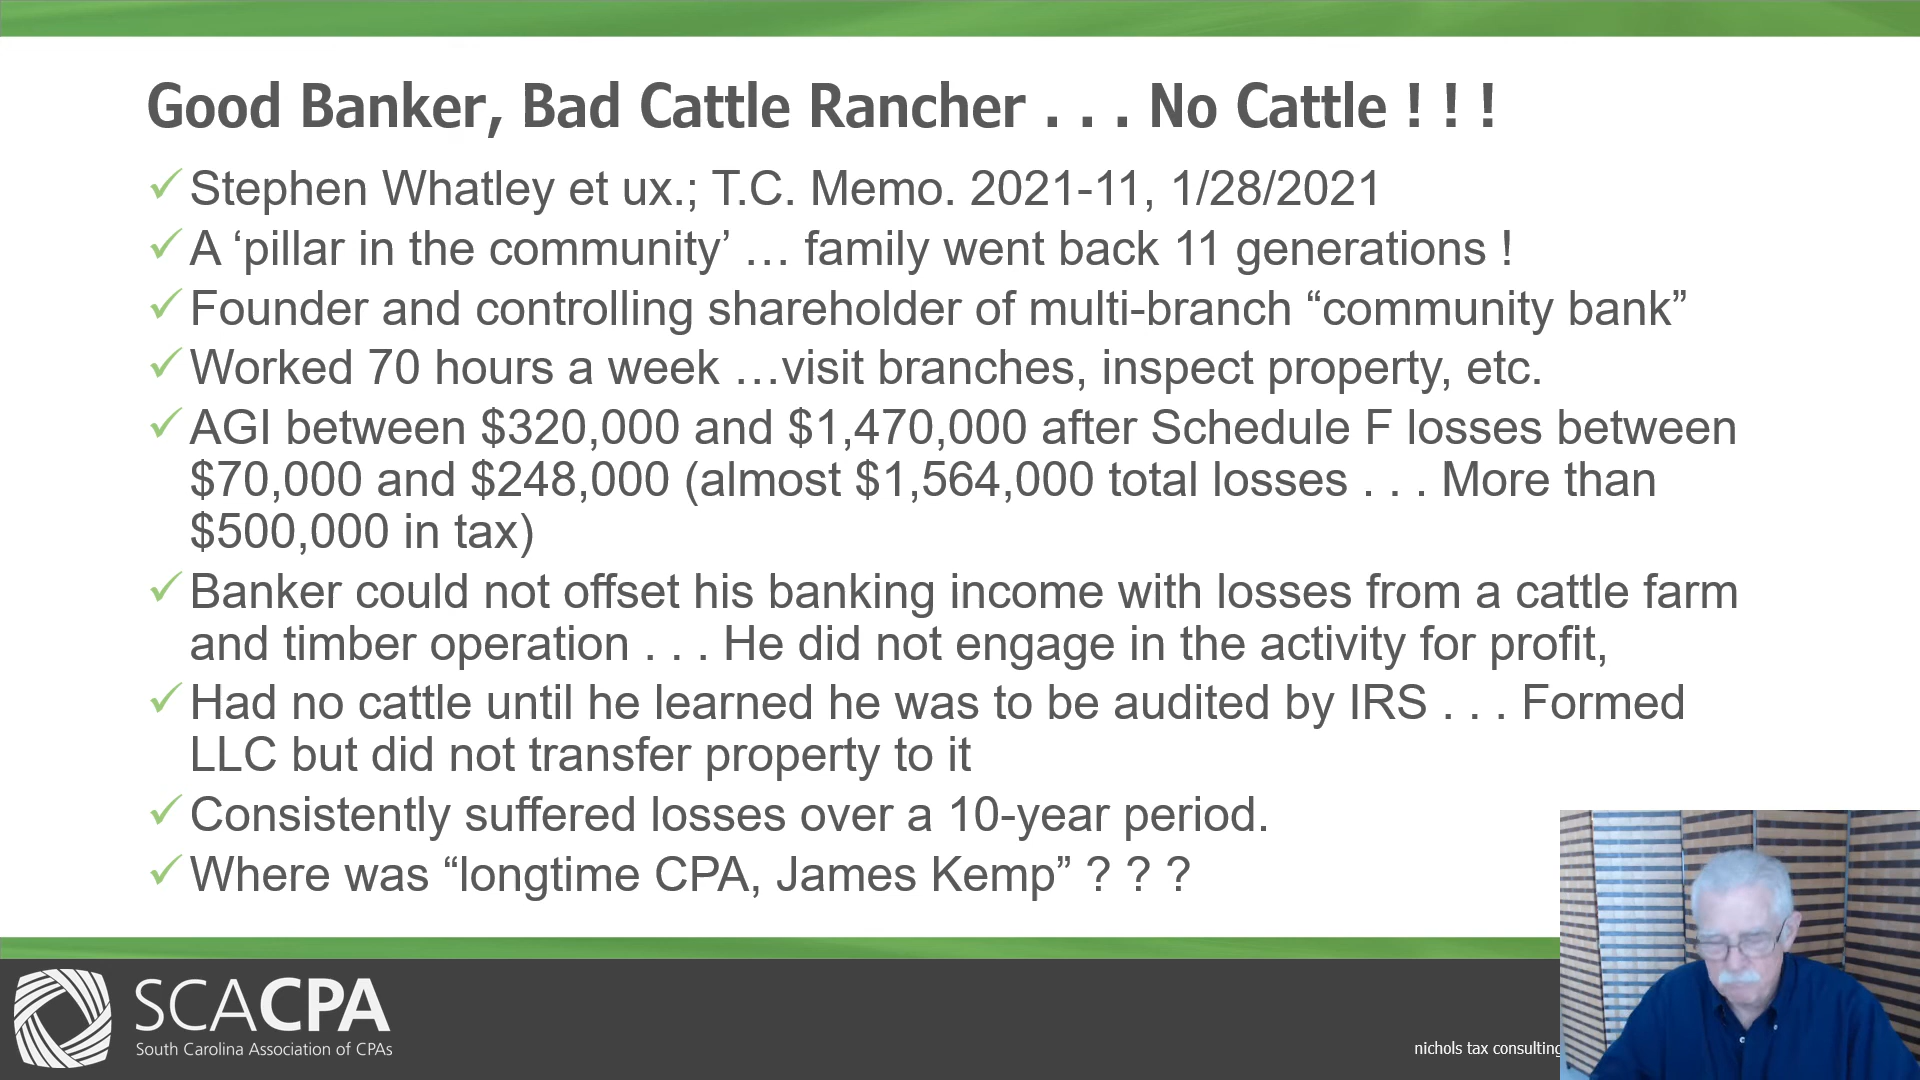 Good Banker, Bad Cattle Rancher . . . No Cattle ! ! !
Stephen Whatley et ux.; T.C. Memo. 2021-11, 1/28/2021
A ‘pillar in the community’ … family went back 11 generations !
Founder and controlling shareholder of multi-branch “community bank”
Worked 70 hours a week …visit branches, inspect property, etc.
AGI between $320,000 and $1,470,000 after Schedule F losses between
$70,000 and $248,000 (almost $1,564,000 total losses . . . More than
$500,000 in tax)
Banker could not offset his banking income with losses from a cattle farm
and timber operation . . . He did not engage in the activity for profit,
Had no cattle until he learned he was to be audited by IRS . . . Formed
LLC but did not transfer property to it
Consistently suffered losses over a 10-year period.
Where was “longtime CPA, James Kemp” ? ? ?
SCACPA
South Carolina Association of CPAs
nichols tax consulting